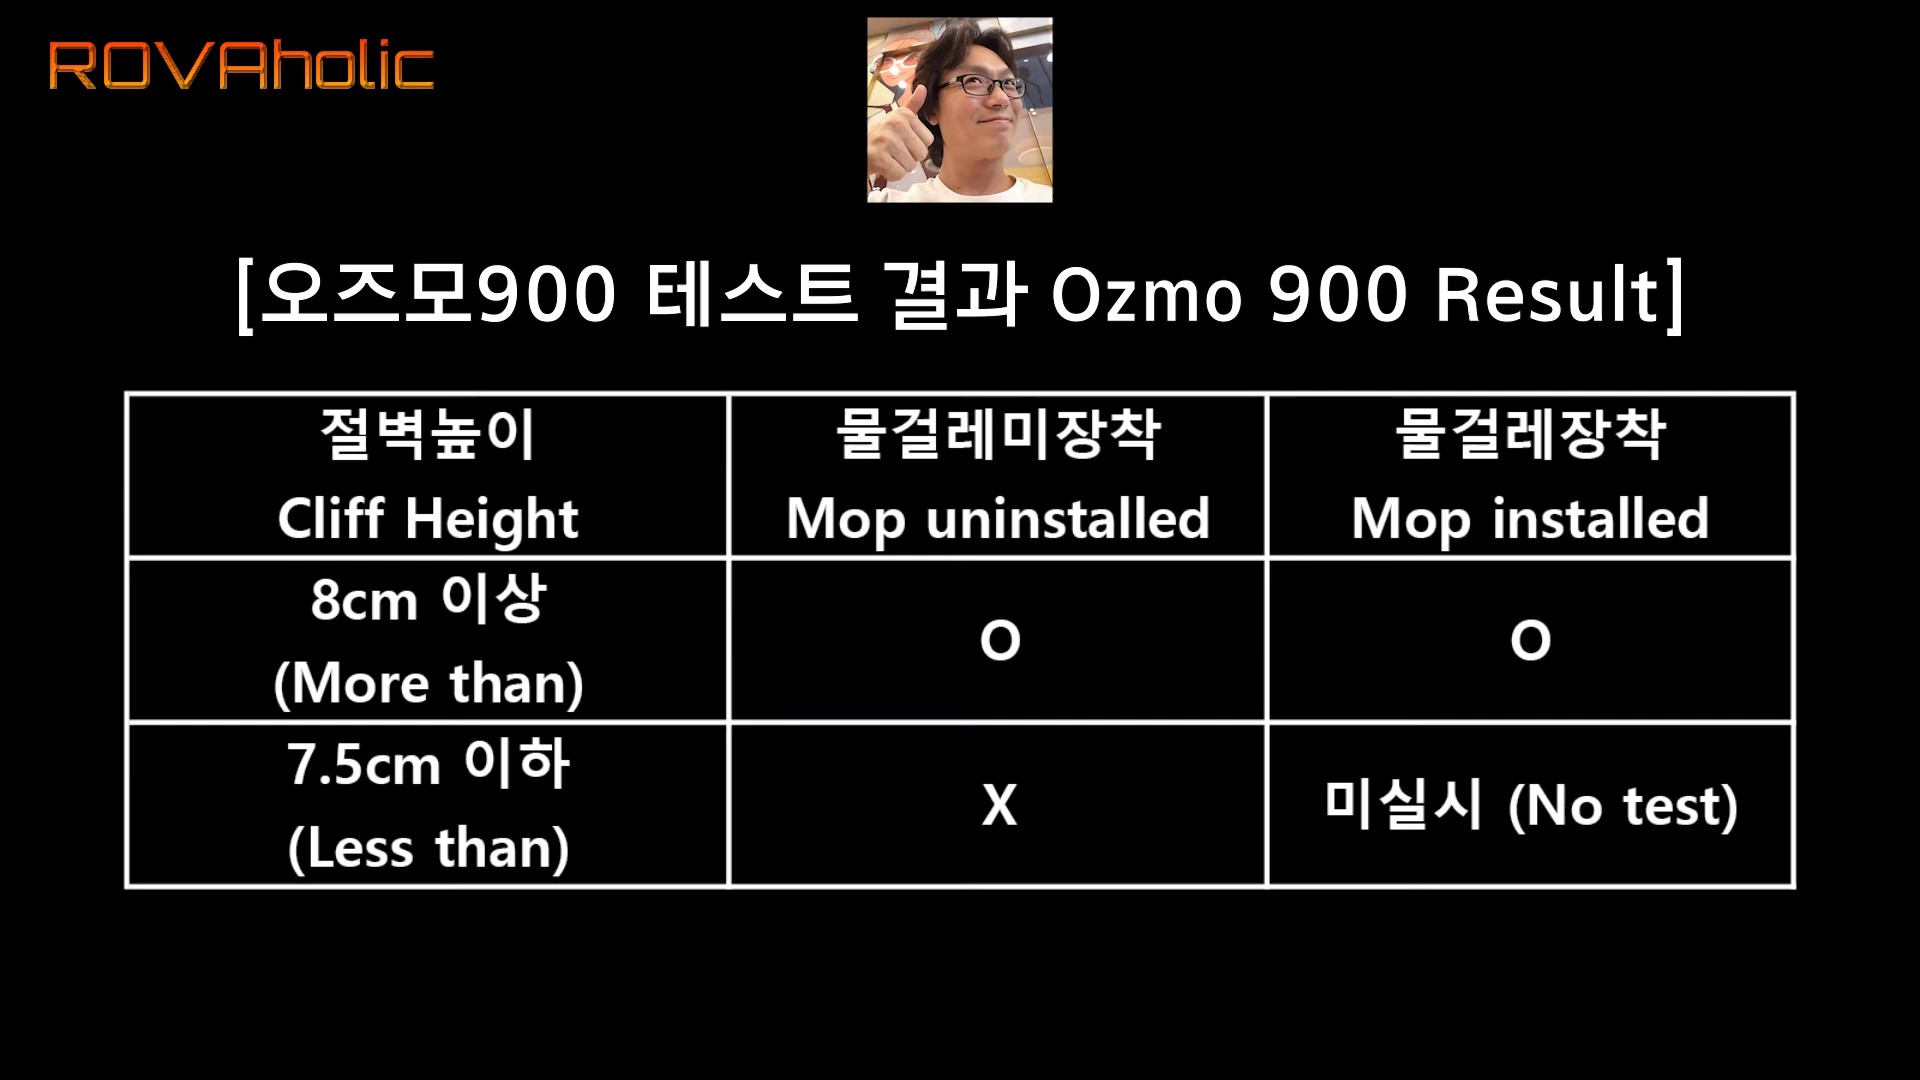 ROVAholic
[오즈모900 테스트 결과 Ozmo 900 Result]
절벽높이
Cliff Height
물걸레미장착
Mop uninstalled
물걸레장착
Mop installed
8cm 이상
(More than)
O
O
7.5cm 이하
(Less than)
X
미실시 (No test)